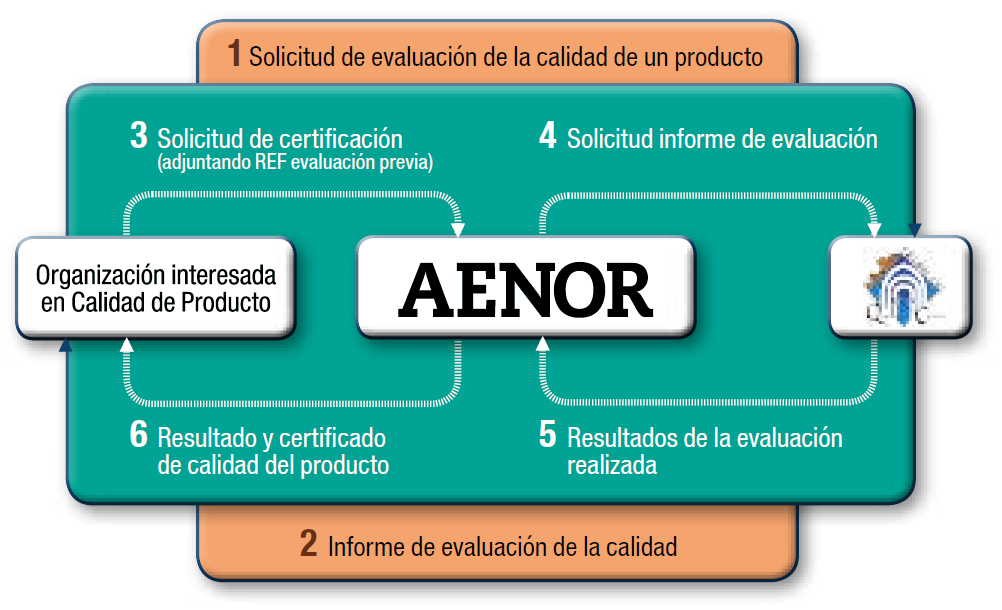 1 Solicitud de evaluación de la calidad de un producto
3 Solicitud de certificación
(adjuntando REF evaluación previa)
4 Solicitud informe de evaluación
Organización interesada
en Calidad de Producto
AENOR
6 Resultado y certificado
de calidad del producto
5 Resultados de la evaluación
realizada
2 Informe de evaluación de la calidad